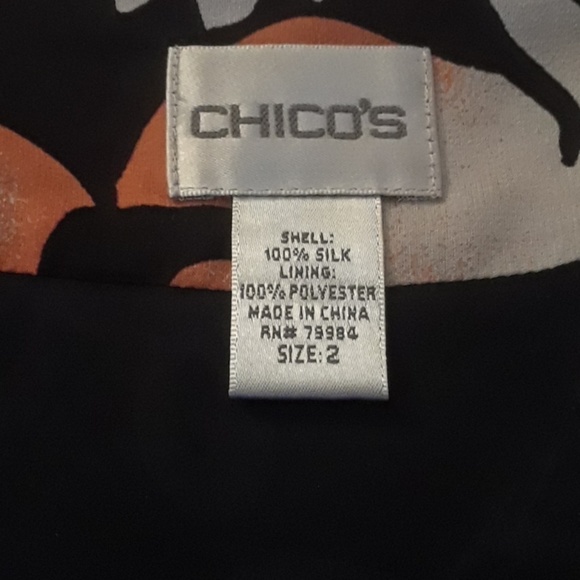 CHICO'S
SHELL:
100% SILK
LINING:
100% POLYESTER
MADE IN CHINA
RN# 79984
SIZE: 2